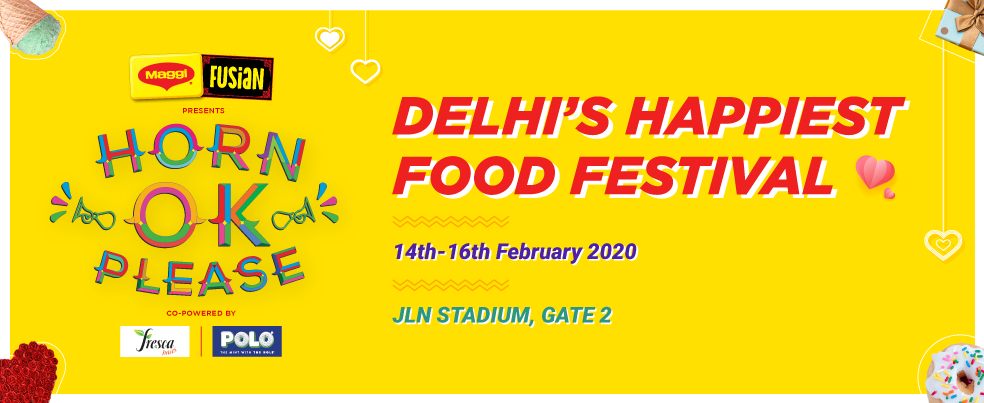 Maggi
FUSiaN
PRESENTS
HORN
OK
PLEASE
CO-POWERED BY
fresca
POLO
THE MINT WITH THE HOLE
DELHI'S HAPPIEST
FOOD FESTIVAL
14th-16th February 2020
JLN STADIUM, GATE 2